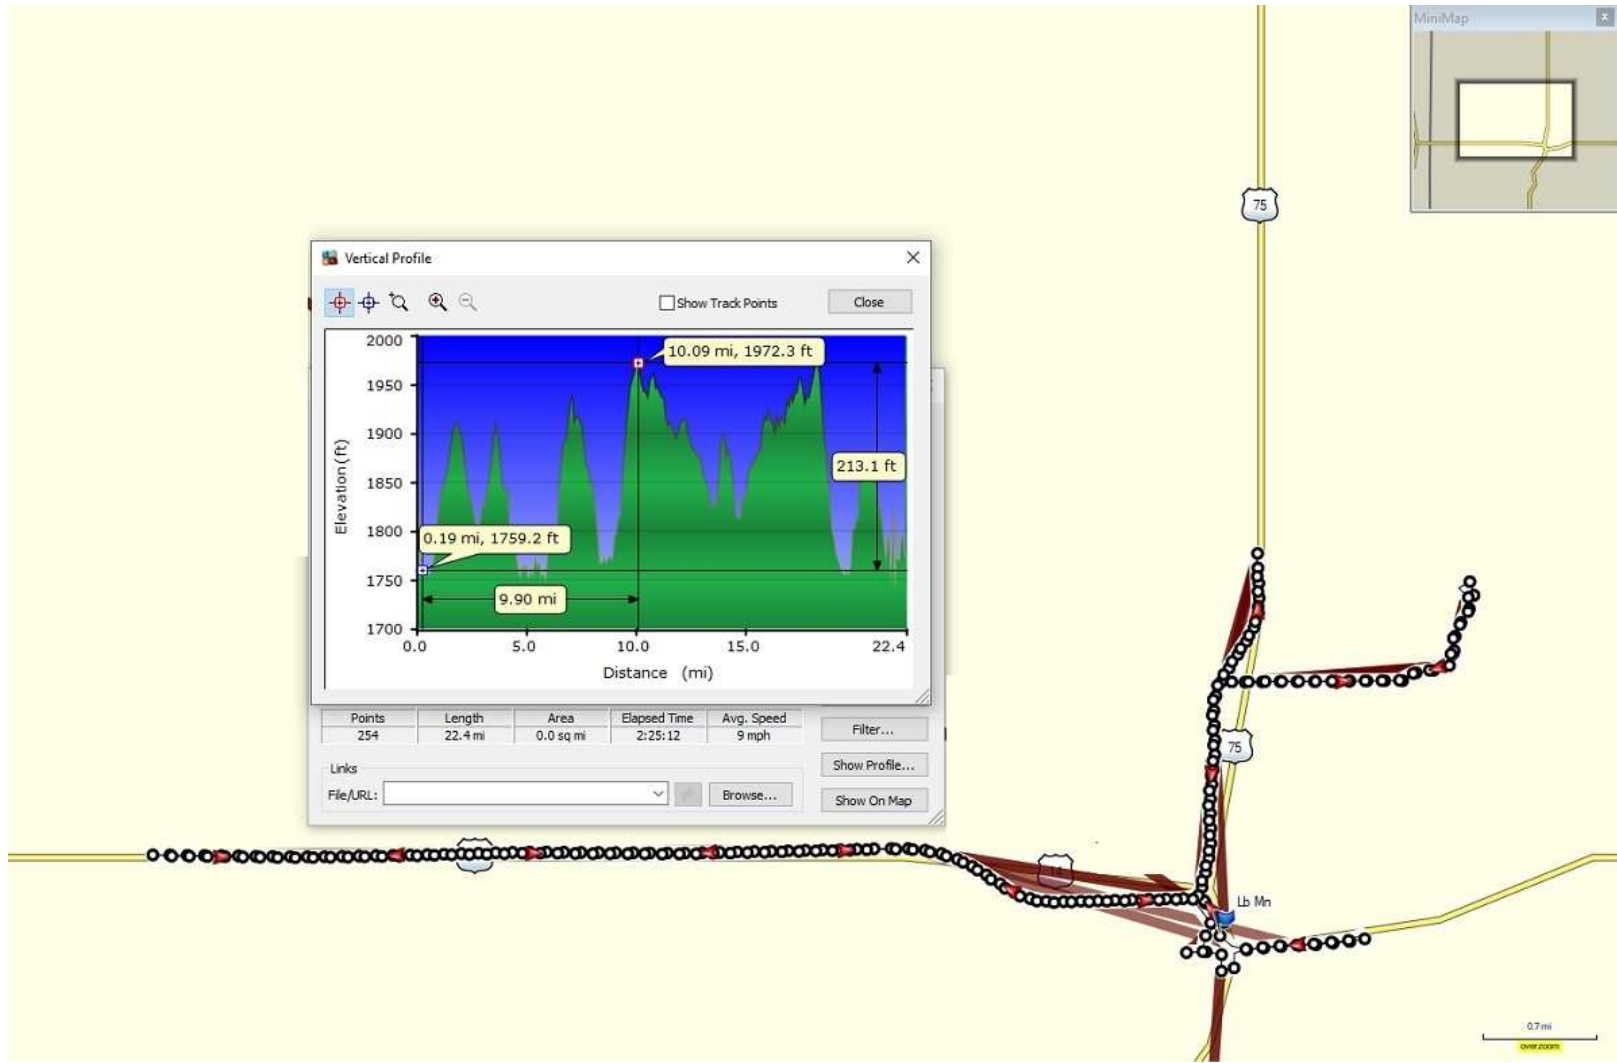 MiniMap
75
Vertical Profile
Show Track Points
Close
2000
1950
1900
1850
1800
1750
1700
Elevation(ft)
10.09 mi, 1972.3 ft
213.1 ft
0.19 mi, 1759.2 ft
9.90 mi
0.0
5.0
10.0
15.0
22.4
Distance (mi)
Points
Length
Area
Elapsed Time
Avg. Speed
254
22.4 mi
0.0 sq mi
2:25:12
9 mph
Filter...
Links
Show Profile...
File/URL:
Browse...
Show On Map
75
14
Lb Mn
0.7 mi
overzoom